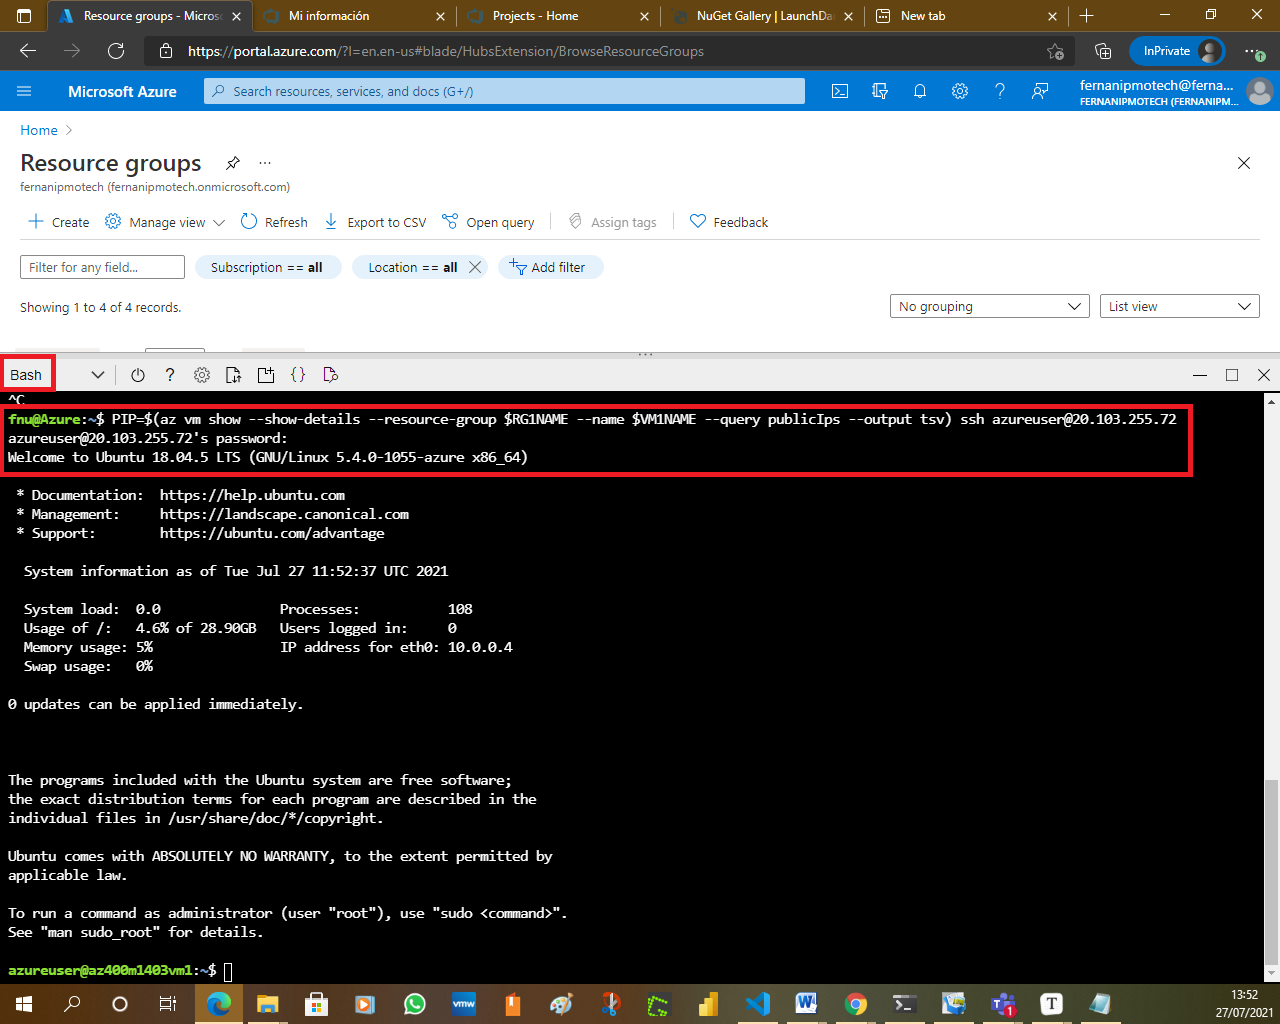 Resource groups - Micros
Mi información
Projects - Home
NuGet Gallery | LaunchDa
New tab
https://portal.azure.com/?l=en.en-us#blade/HubsExtension/BrowseResourceGroups
InPrivate
Microsoft Azure
Search resources, services, and docs (G+/)
fernanipmotech@ferna...
FERNANIPMOTECH (FERNANIPM...
Home
Resource groups
fernanipmotech (fernanipmotech.onmicrosoft.com)
Create
Manage view
Refresh
Export to CSV
Open query
Assign tags
Feedback
Filter for any field...
Subscription == all
Location == all
Add filter
Showing 1 to 4 of 4 records.
No grouping
List view
Bash
^C
fnu@Azure:~$ PIP=$(az vm show --show-details --resource-group $RG1NAME --name $VM1NAME --query publicIps --output tsv) ssh azureuser@20.103.255.72
azureuser@20.103.255.72's password:
Welcome to Ubuntu 18.04.5 LTS (GNU/Linux 5.4.0-1055-azure x86_64)
* Documentation:  https://help.ubuntu.com
* Management:     https://landscape.canonical.com
* Support:        https://ubuntu.com/advantage
System information as of Tue Jul 27 11:52:37 UTC 2021
System load:  0.0               Processes:           108
Usage of /:   4.6% of 28.90GB   Users logged in:     0
Memory usage: 5%                IP address for eth0: 10.0.0.4
Swap usage:   0%
0 updates can be applied immediately.
The programs included with the Ubuntu system are free software;
the exact distribution terms for each program are described in the
individual files in /usr/share/doc/*/copyright.
Ubuntu comes with ABSOLUTELY NO WARRANTY, to the extent permitted by
applicable law.
To run a command as administrator (user "root"), use "sudo <command>".
See "man sudo_root" for details.
azureuser@az400m1403vm1:~$
vmw
13:52
27/07/2021